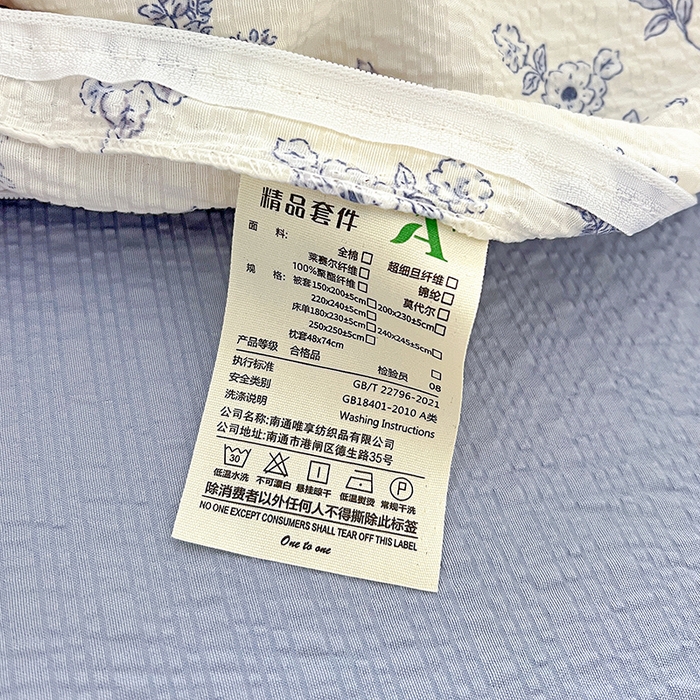 精品套件 A
面 料: 全棉□ 超细旦纤维□
莱赛尔纤维□ 锦纶□
100%聚酯纤维□ 莫代尔□
规 格: 被套150x200±5cm□ 200x230±5cm□
220x240±5cm□ 240x245±5cm□
床单180x230±5cm□
250x250±5cm□ □
枕套48x74cm
产品等级 合格品 检验员 08
执行标准 GB/T 22796-2021
安全类别 GB18401-2010 A类
洗涤说明 Washing Instructions
公司名称:南通唯享纺织品有限公司
公司地址:南通市港闸区德生路35号
30 P
低温水洗 不可漂白 悬挂晾干 低温熨烫 常规干洗
除消费者以外任何人不得撕除此标签
NO ONE EXCEPT CONSUMERS SHALL TEAR OFF THIS LABEL
One to one